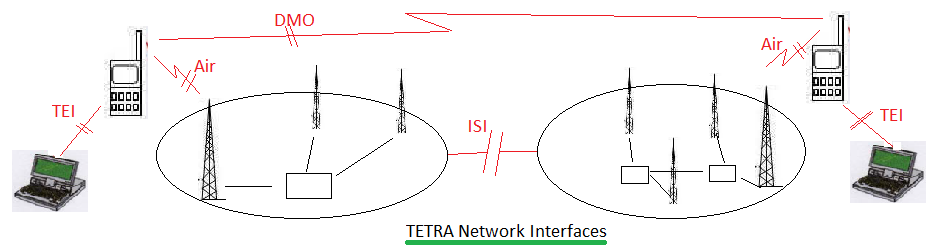 DMO
Air
Air
TEI
ISI
TEI
TETRA Network Interfaces